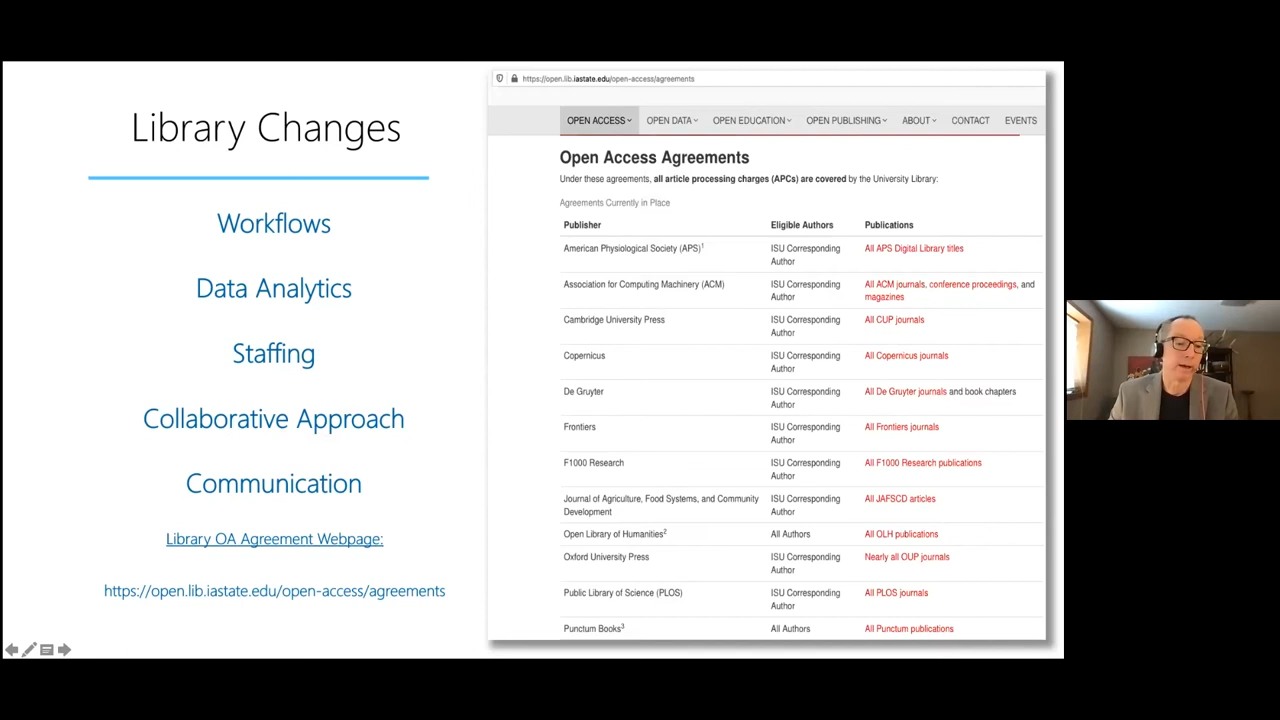 Library Changes
Workflows
Data Analytics
Staffing
Collaborative Approach
Communication
Library OA Agreement Webpage:
https://open.lib.iastate.edu/open-access/agreements
https://open.lib.iastate.edu/open-access/agreements
OPEN ACCESS OPEN DATA OPEN EDUCATION OPEN PUBLISHING ABOUT CONTACT EVENTS
Open Access Agreements
Under these agreements, all article processing charges (APCs) are covered by the University Library:
Agreements Currently in Place
Publisher Eligible Authors Publications
American Physiological Society (APS)1 ISU Corresponding All APS Digital Library titles
Author
Association for Computing Machinery (ACM) ISU Corresponding All ACM journals, conference proceedings, and
Author magazines
Cambridge University Press ISU Corresponding All CUP journals
Author
Copernicus ISU Corresponding All Copernicus journals
Author
De Gruyter ISU Corresponding All De Gruyter journals and book chapters
Author
Frontiers ISU Corresponding All Frontiers journals
Author
F1000 Research ISU Corresponding All F1000 Research publications
Author
Journal of Agriculture, Food Systems, and Community ISU Corresponding All JAFSCD articles
Development Author
Open Library of Humanities2 All Authors All OLH publications
Oxford University Press ISU Corresponding Nearly all OUP journals
Author
Public Library of Science (PLOS) ISU Corresponding All PLOS journals
Author
Punctum Books3 All Authors All Punctum publications